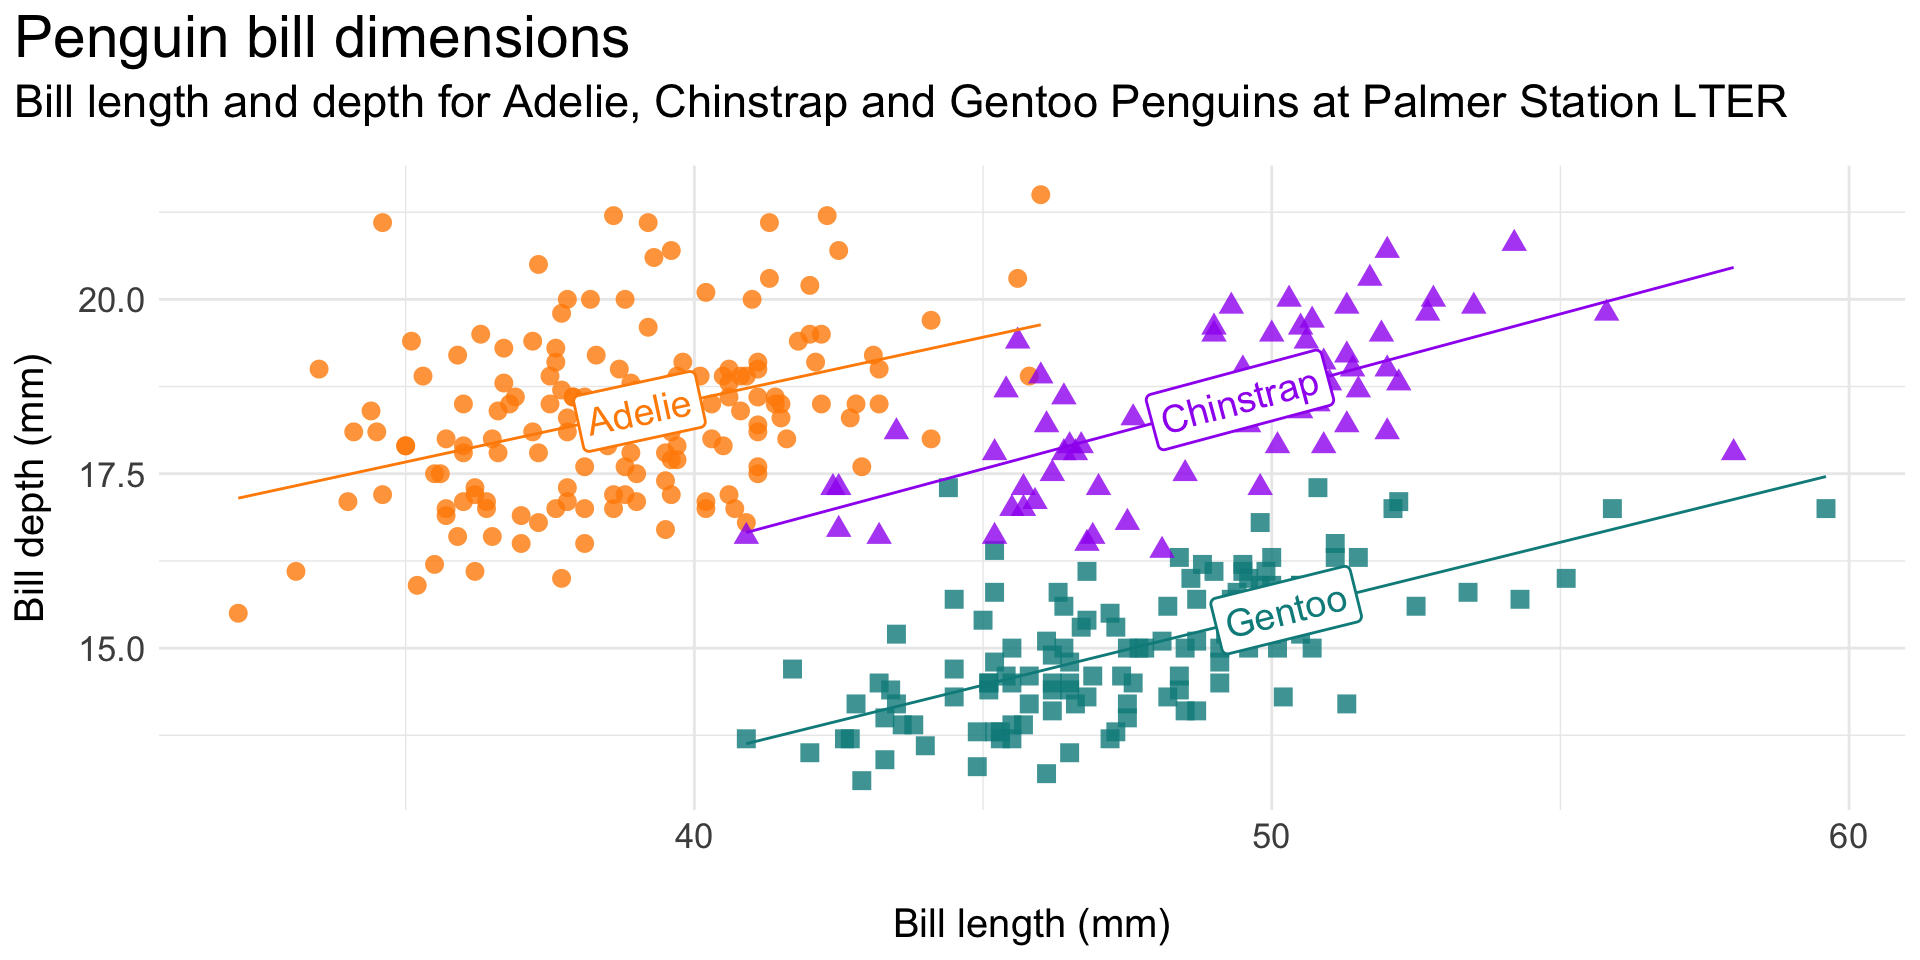 Penguin bill dimensions
Bill length and depth for Adelie, Chinstrap and Gentoo Penguins at Palmer Station LTER
Bill depth (mm)
20.0
17.5
15.0
Adelie
Chinstrap
Gentoo
40 50 60
Bill length (mm)